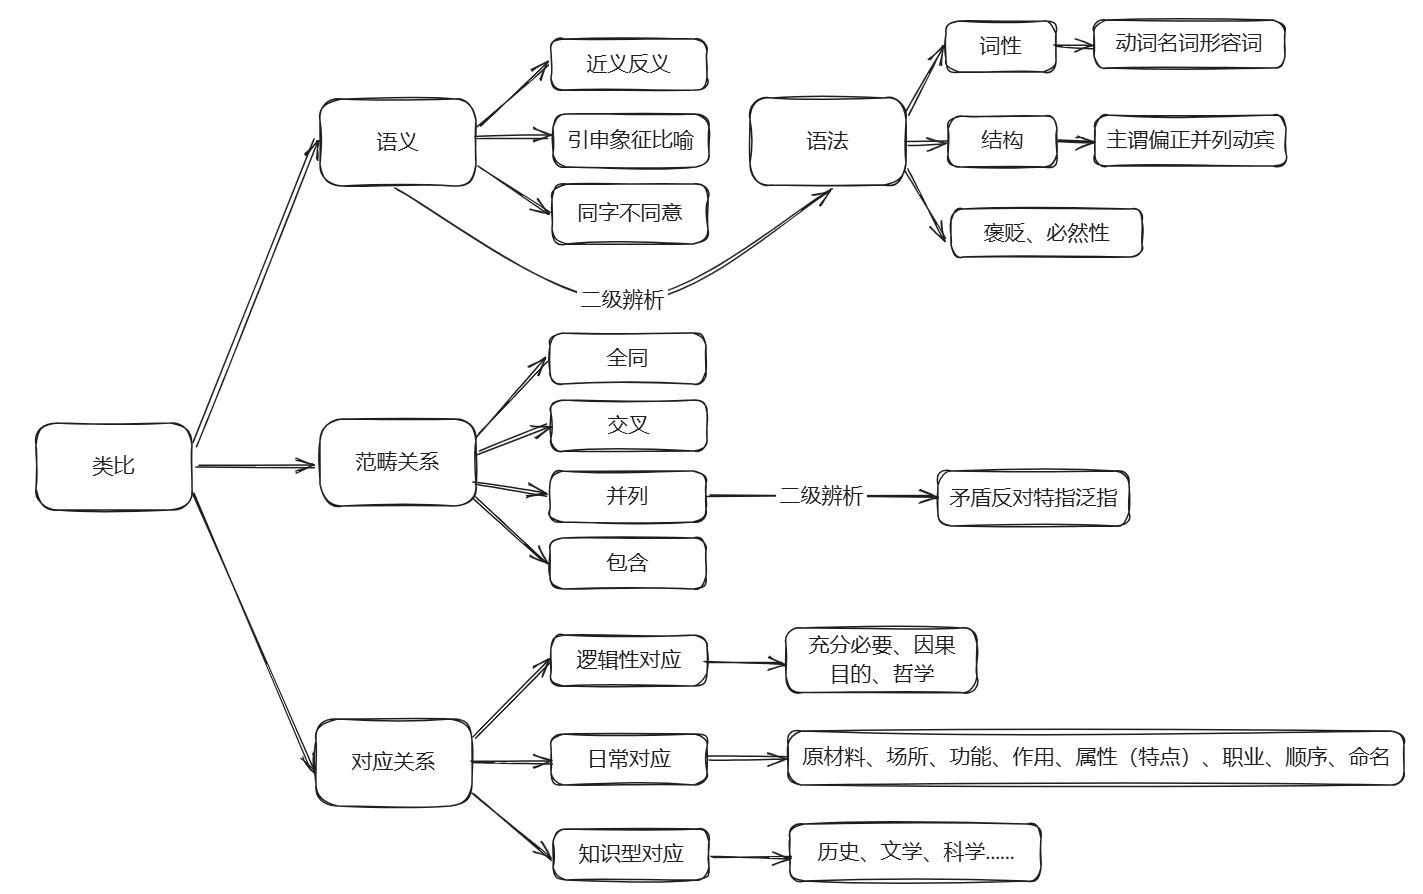 类比
语义
近义反义
引申象征比喻
同字不同意
二级辨析
语法
词性
动词名词形容词
结构
主谓偏正并列动宾
褒贬、必然性
范畴关系
全同
交叉
并列
二级辨析
矛盾反对特指泛指
包含
对应关系
逻辑性对应
充分必要、因果
目的、哲学
日常对应
原材料、场所、功能、作用、属性（特点）、职业、顺序、命名
知识型对应
历史、文学、科学......